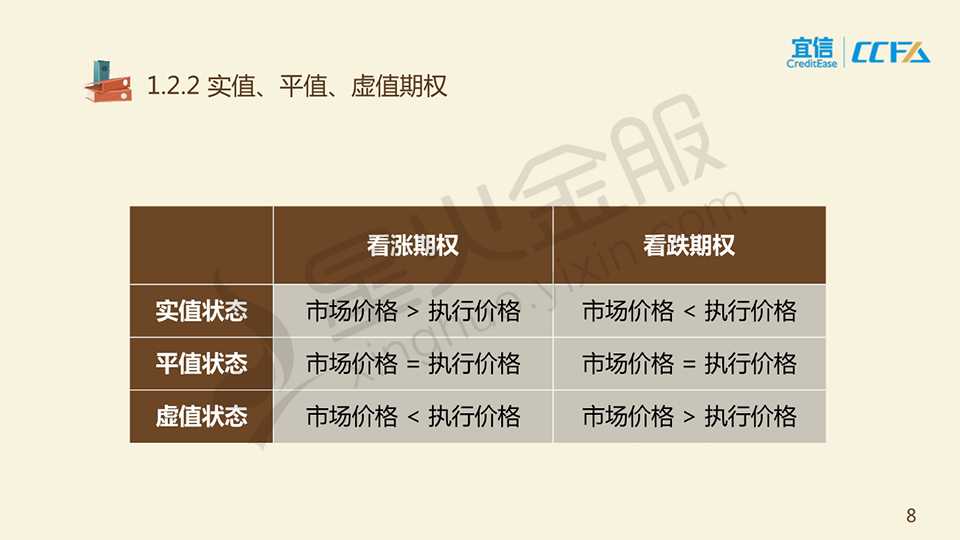 宜信
CreditEase
CCFA
1.2.2 实值、平值、虚值期权
星火金服
xinghuo.yixin.com
看涨期权 看跌期权
实值状态 市场价格 > 执行价格 市场价格 < 执行价格
平值状态 市场价格 = 执行价格 市场价格 = 执行价格
虚值状态 市场价格 < 执行价格 市场价格 > 执行价格
8